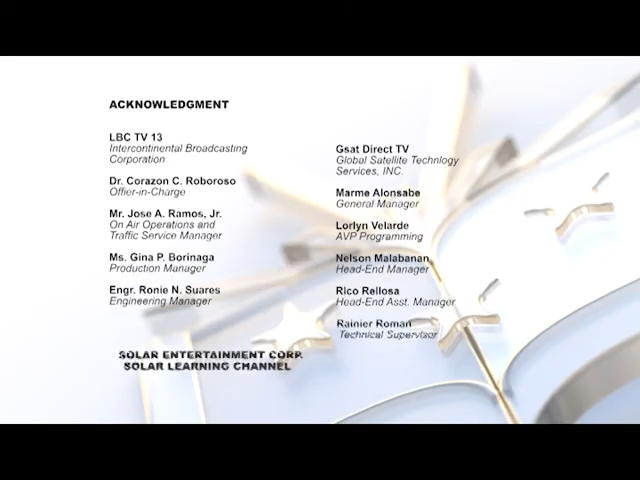 ACKNOWLEDGMENT
LBC TV 13
Intercontinental Broadcasting
Corporation
Dr. Corazon C. Roboroso
Offier-in-Charge
Mr. Jose A. Ramos, Jr.
On Air Operations and
Traffic Service Manager
Ms. Gina P. Borinaga
Production Manager
Engr. Ronie N. Suares
Engineering Manager
SOLAR ENTERTAINMENT CORP.
SOLAR LEARNING CHANNEL
Gsat Direct TV
Global Satellite Technlogy
Services, INC.
Marme Alonsabe
General Manager
Lorlyn Velarde
AVP Programming
Nelson Malabanan
Head-End Manager
Rico Rellosa
Head-End Asst. Manager
Rainier Roman
Technical Supervisor